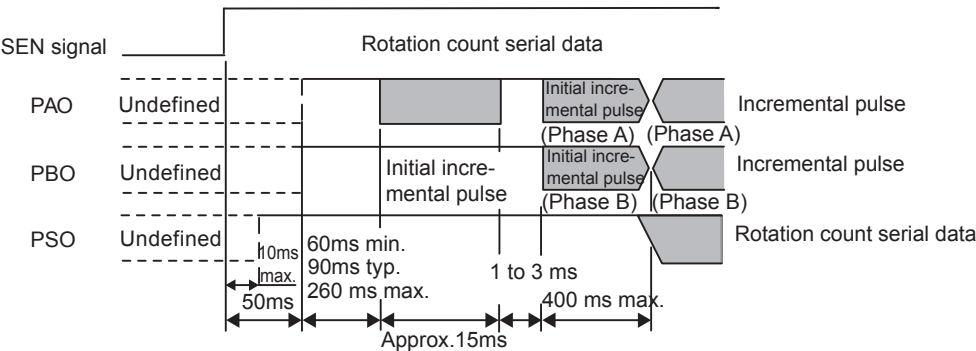 SEN signal
Rotation count serial data
PAO
Undefined
Initial incre-
mental pulse
(Phase A)
(Phase A)
Incremental pulse
PBO
Undefined
Initial incre-
mental pulse
Initial incre-
mental pulse
(Phase B)
(Phase B)
Incremental pulse
PSO
Undefined
Rotation count serial data
10ms
max.
50ms
60ms min.
90ms typ.
260 ms max.
1 to 3 ms
400 ms max.
Approx.15ms